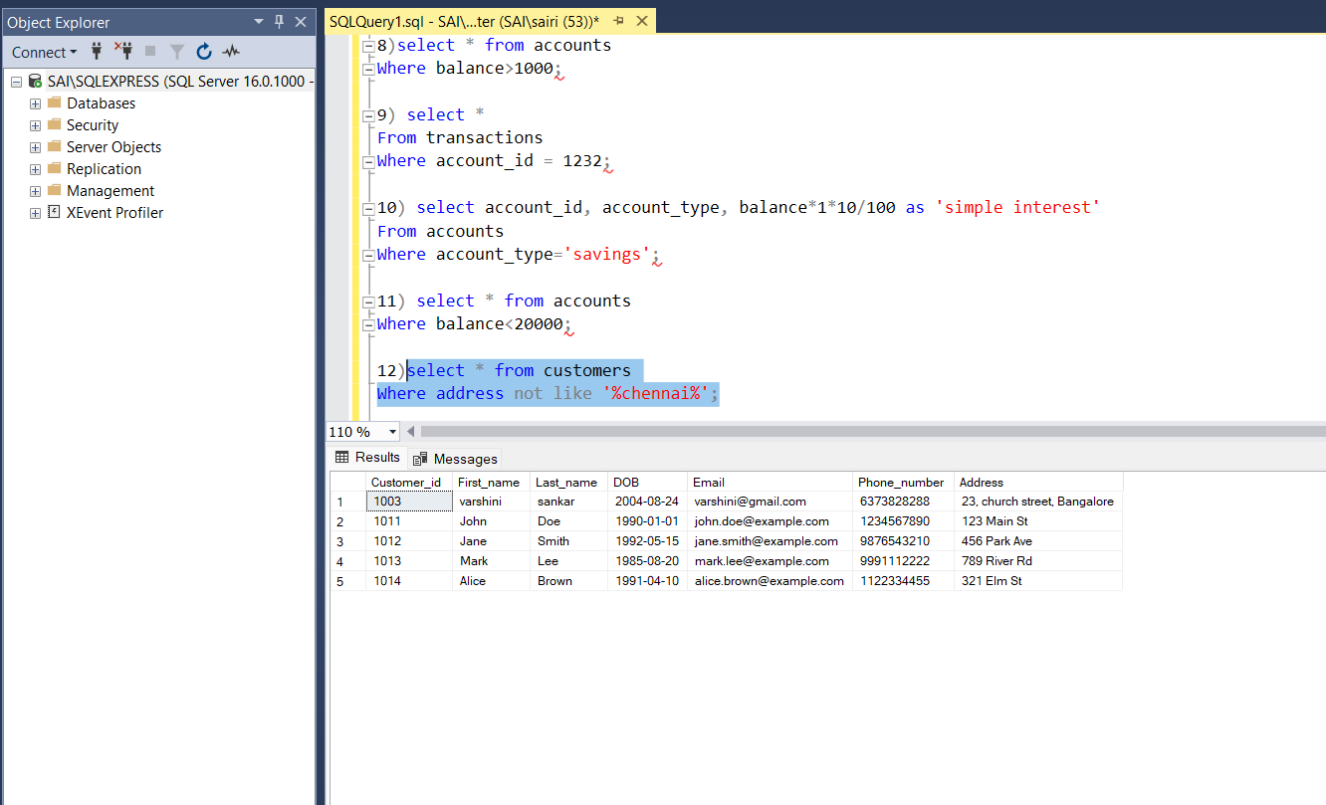 Object Explorer
Connect
SAI\SQLEXPRESS (SQL Server 16.0.1000 -
Databases
Security
Server Objects
Replication
Management
XEvent Profiler
SQLQuery1.sql - SAI\...ter (SAI\sairi (53))*
8)select * from accounts
Where balance>1000;
9) select *
From transactions
Where account_id = 1232;
10) select account_id, account_type, balance*1*10/100 as 'simple interest'
From accounts
Where account_type='savings';
11) select * from accounts
Where balance<20000;
12)select * from customers
Where address not like '%chennai%';
110 %
Results Messages
Customer_id First_name Last_name DOB Email Phone_number Address
1 1003 varshini sankar 2004-08-24 varshini@gmail.com 6373828288 23, church street, Bangalore
2 1011 John Doe 1990-01-01 john.doe@example.com 1234567890 123 Main St
3 1012 Jane Smith 1992-05-15 jane.smith@example.com 9876543210 456 Park Ave
4 1013 Mark Lee 1985-08-20 mark.lee@example.com 9991112222 789 River Rd
5 1014 Alice Brown 1991-04-10 alice.brown@example.com 1122334455 321 Elm St